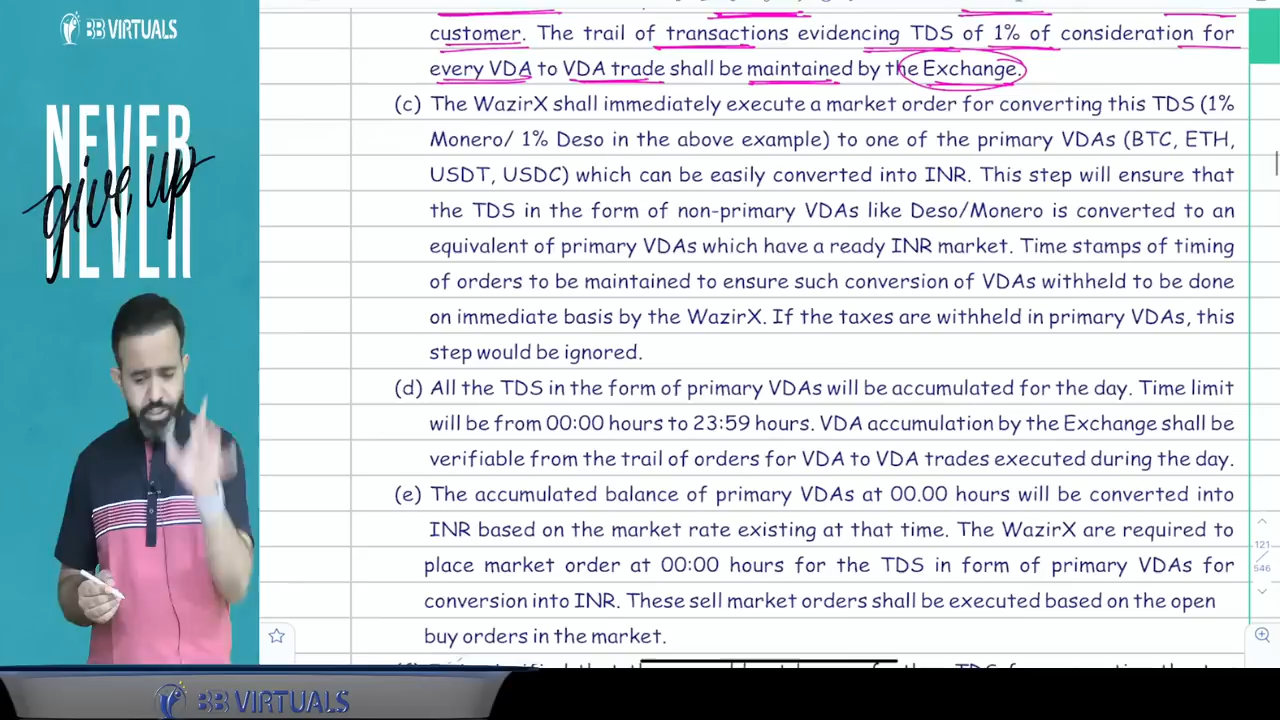 BB VIRTUALS
NEVER
give up
NEVER
customer. The trail of transactions evidencing TDS of 1% of consideration for
every VDA to VDA trade shall be maintained by the Exchange.
(c) The WazirX shall immediately execute a market order for converting this TDS (1%
Monero/ 1% Deso in the above example) to one of the primary VDAs (BTC, ETH,
USDT, USDC) which can be easily converted into INR. This step will ensure that
the TDS in the form of non-primary VDAs like Deso/Monero is converted to an
equivalent of primary VDAs which have a ready INR market. Time stamps of timing
of orders to be maintained to ensure such conversion of VDAs withheld to be done
on immediate basis by the WazirX. If the taxes are withheld in primary VDAs, this
step would be ignored.
(d) All the TDS in the form of primary VDAs will be accumulated for the day. Time limit
will be from 00:00 hours to 23:59 hours. VDA accumulation by the Exchange shall be
verifiable from the trail of orders for VDA to VDA trades executed during the day.
(e) The accumulated balance of primary VDAs at 00.00 hours will be converted into
INR based on the market rate existing at that time. The WazirX are required to
place market order at 00:00 hours for the TDS in form of primary VDAs for
conversion into INR. These sell market orders shall be executed based on the open
buy orders in the market.
121
546
BB VIRTUALS